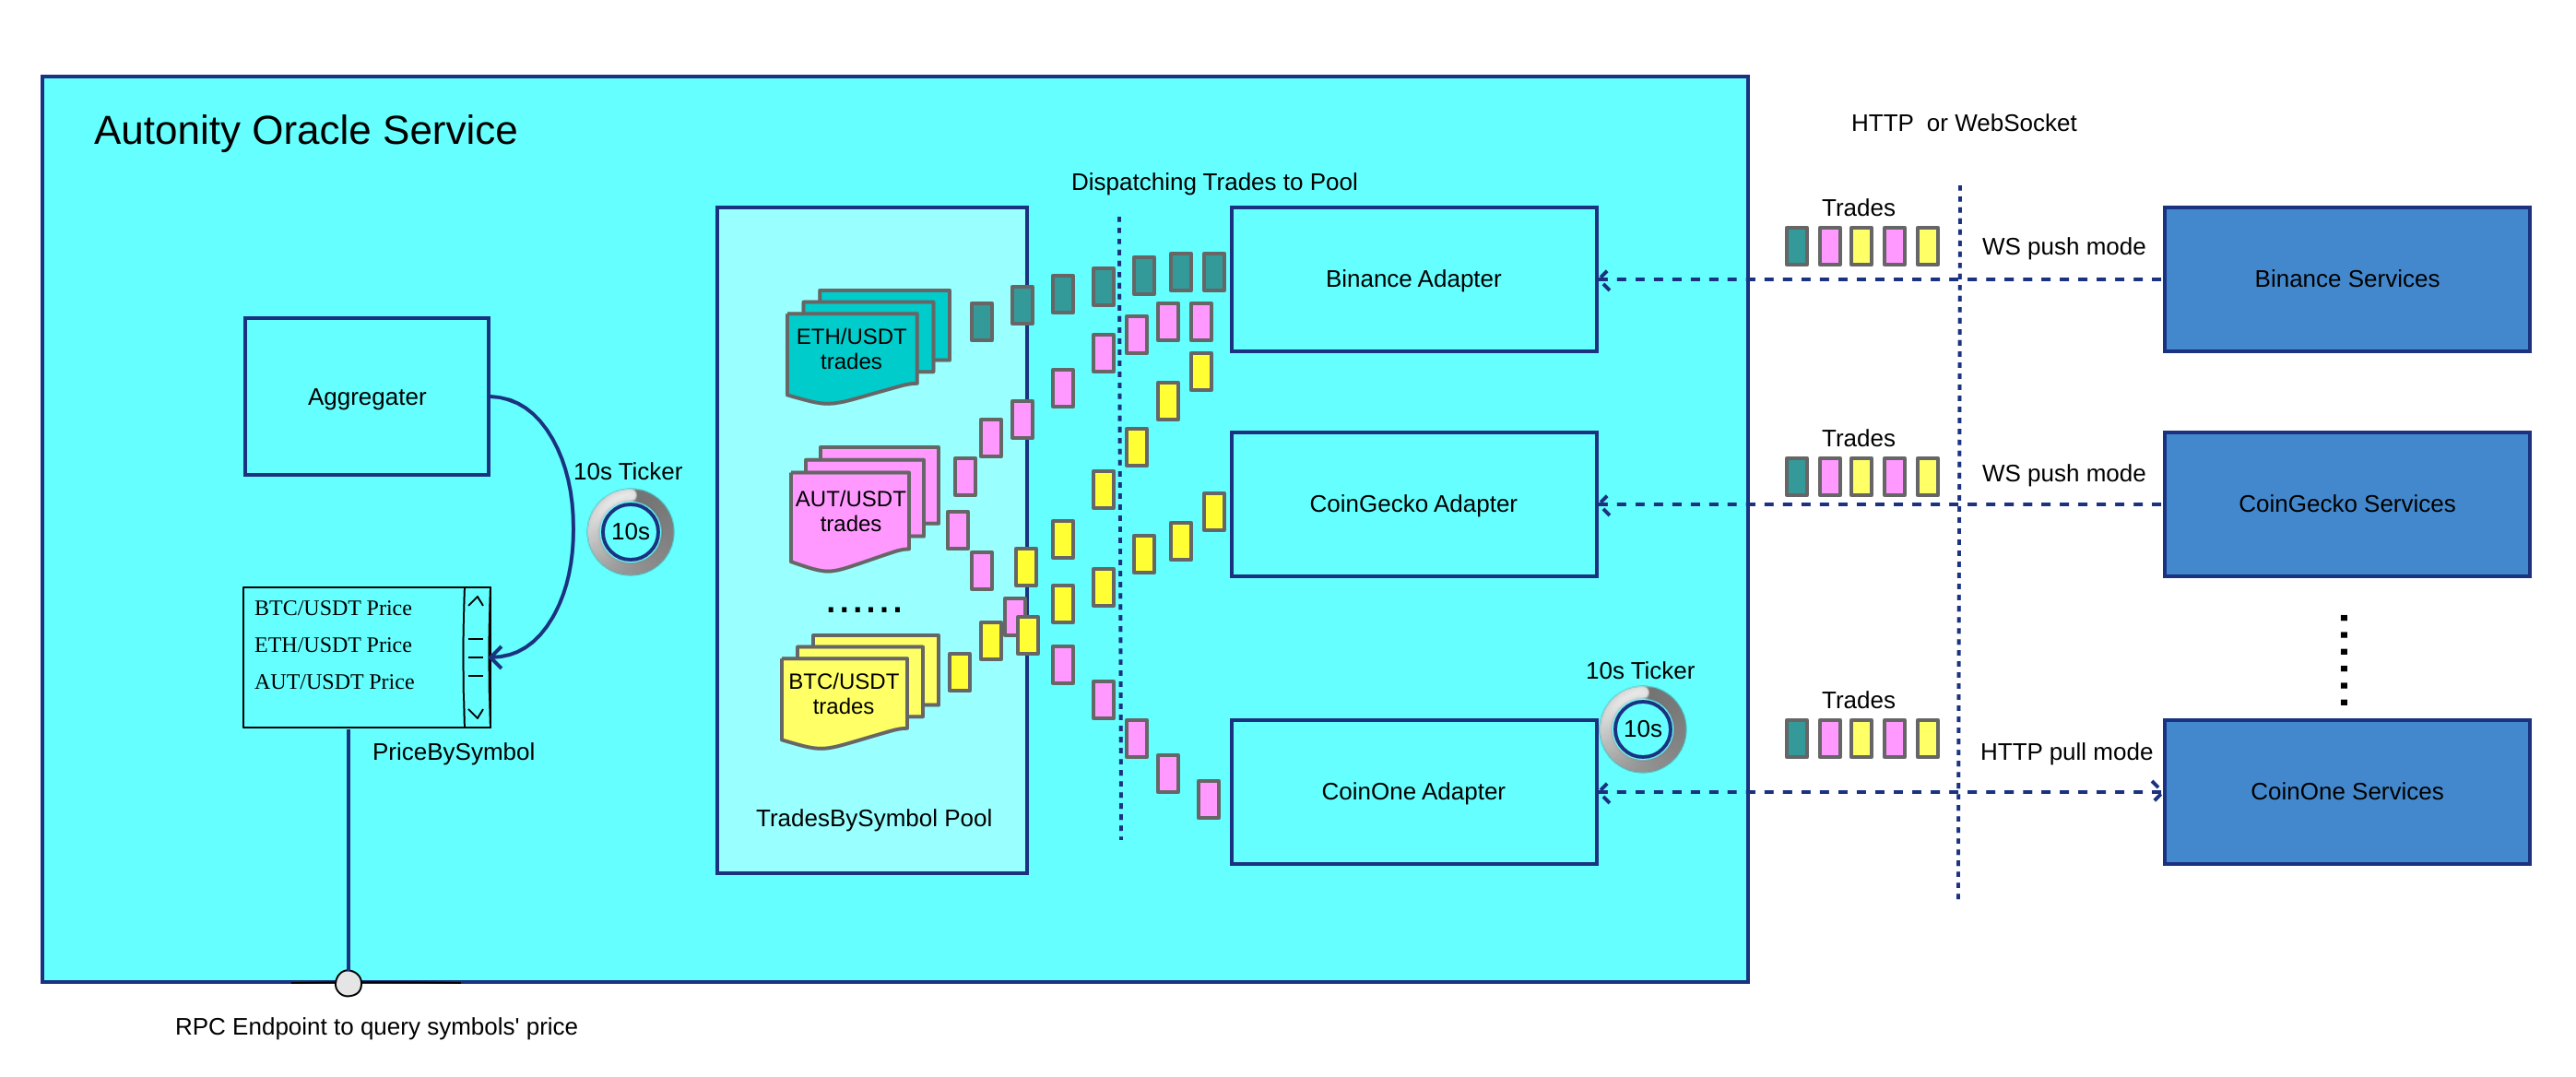 Autonity Oracle Service
HTTP or WebSocket
Dispatching Trades to Pool
Trades
WS push mode
Binance Adapter
Binance Services
ETH/USDT
trades
Aggregater
Trades
WS push mode
10s Ticker
10s
AUT/USDT
trades
CoinGecko Adapter
CoinGecko Services
......
BTC/USDT Price
ETH/USDT Price
AUT/USDT Price
PriceBySymbol
BTC/USDT
trades
10s Ticker
10s
Trades
HTTP pull mode
CoinOne Adapter
CoinOne Services
TradesBySymbol Pool
RPC Endpoint to query symbols' price